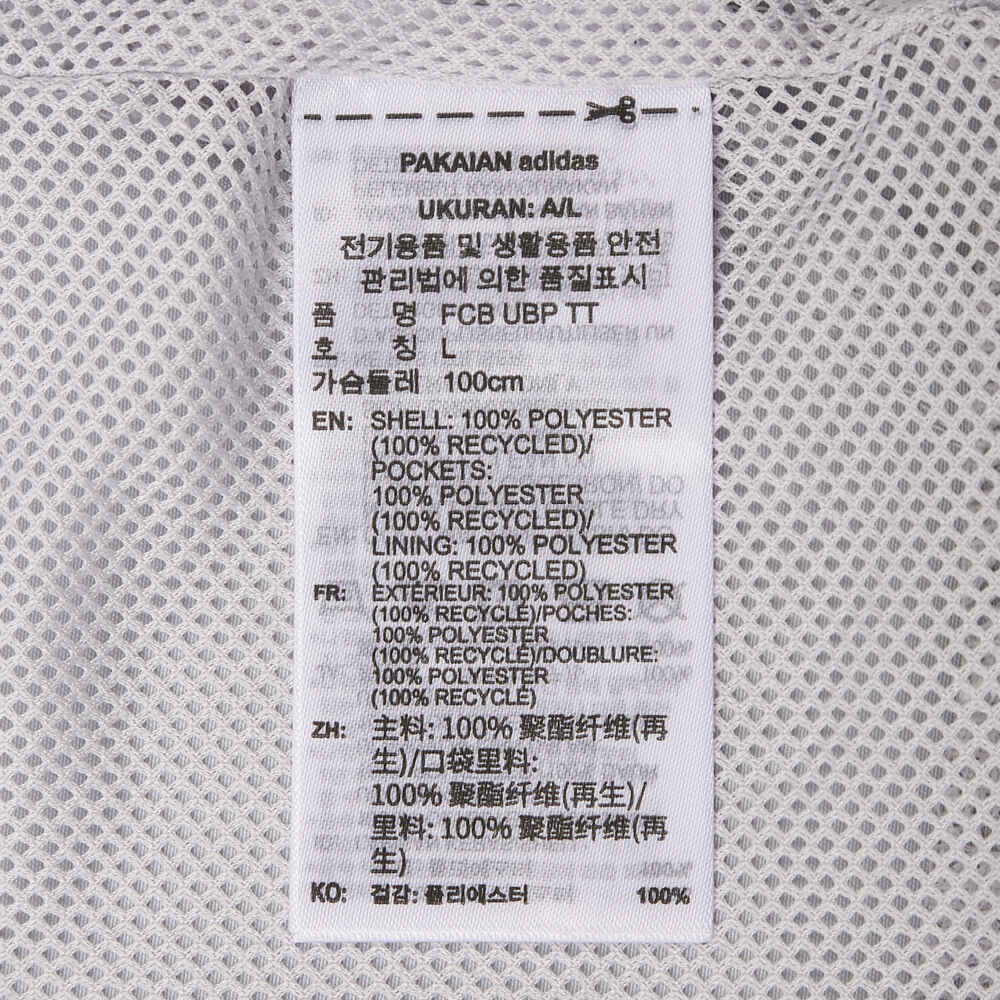 PAKAIAN adidas
UKURAN: A/L
전기용품 및 생활용품 안전
관리법에 의한 품질표시
품 명 FCB UBP TT
호 칭 L
가슴둘레 100cm
EN: SHELL: 100% POLYESTER
(100% RECYCLED)/
POCKETS:
100% POLYESTER
(100% RECYCLED)/
LINING: 100% POLYESTER
(100% RECYCLED)
FR: EXTÉRIEUR: 100% POLYESTER
(100% RECYCLÉ)/POCHES:
100% POLYESTER
(100% RECYCLÉ)/DOUBLURE:
100% POLYESTER
(100% RECYCLÉ)
ZH: 主料: 100% 聚酯纤维(再
生)/口袋里料:
100% 聚酯纤维(再生)/
里料: 100% 聚酯纤维(再
生)
KO: 겉감: 폴리에스터 100%